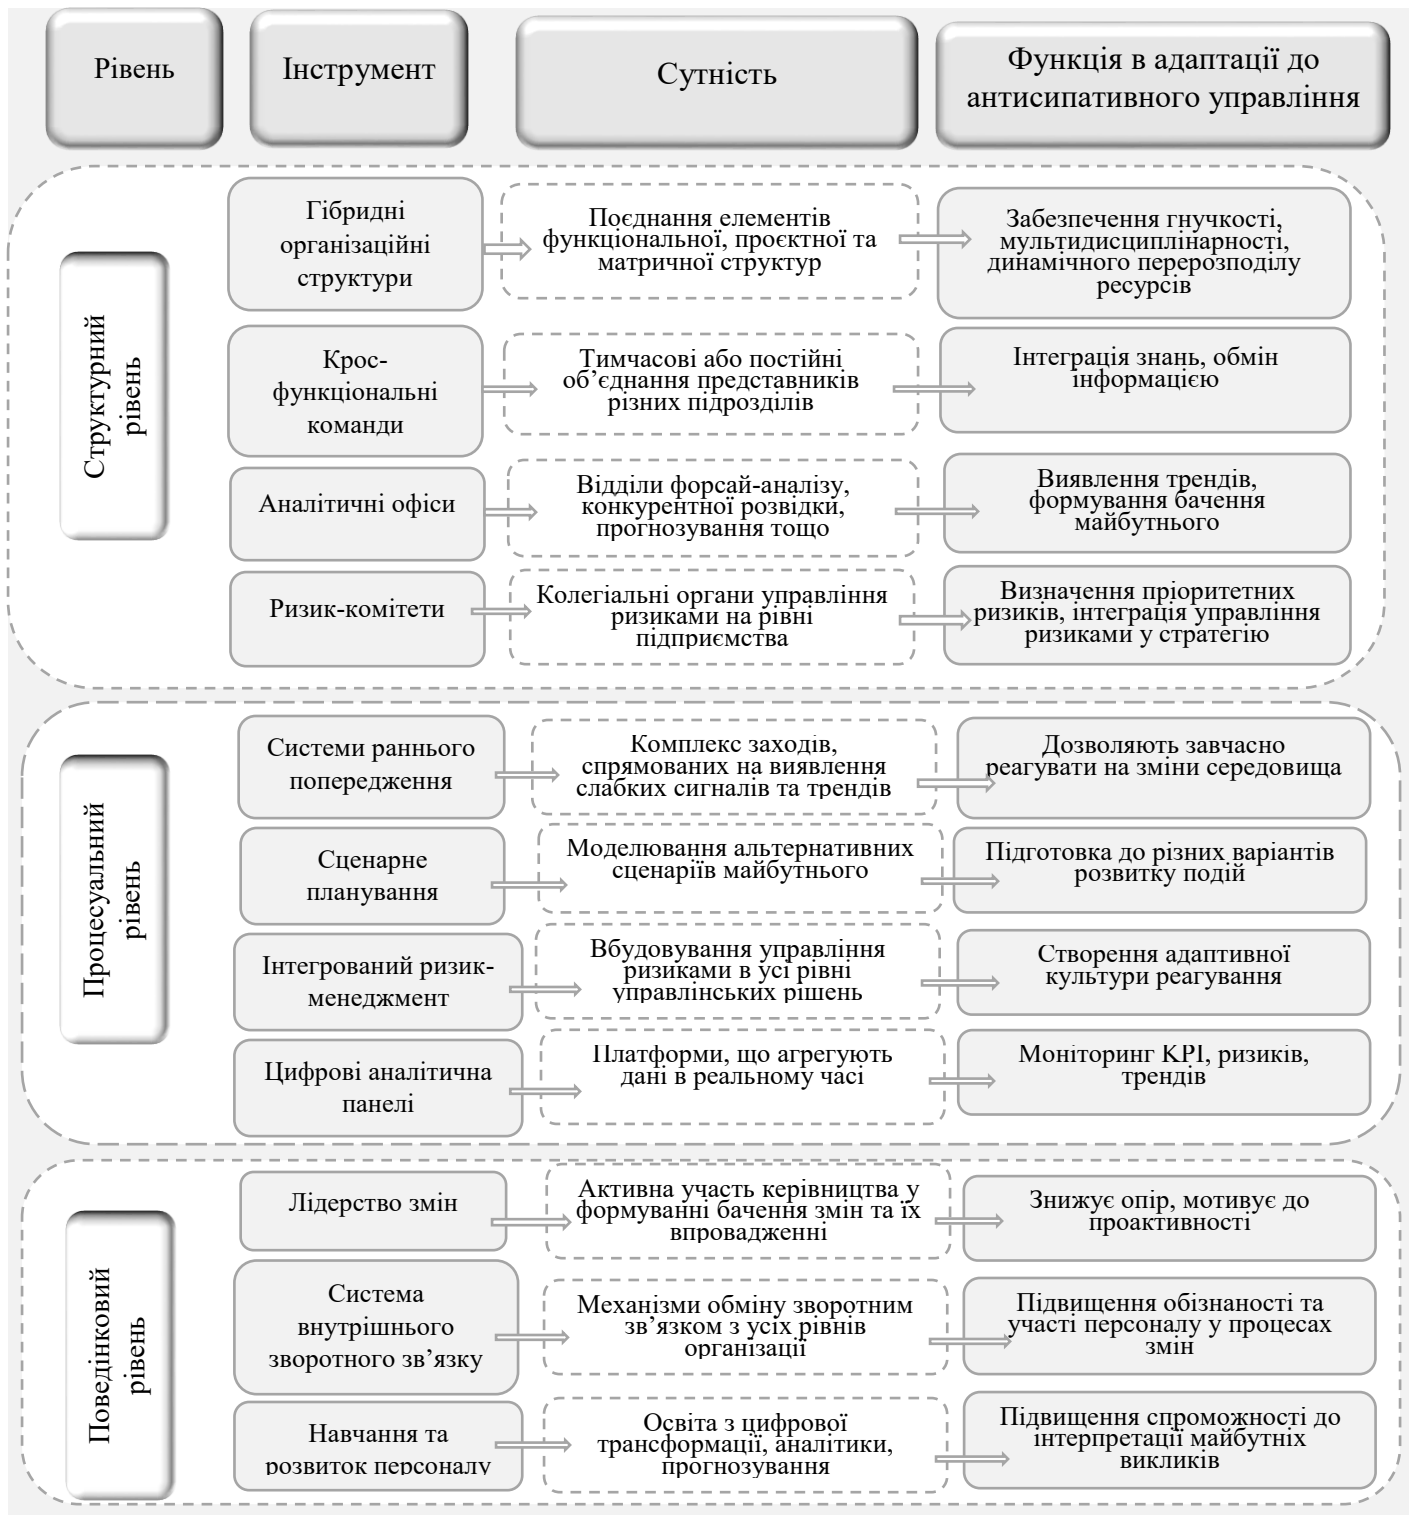 Рівень
Інструмент
Сутність
Функція в адаптації до
антисипативного управління
Структурний
рівень
Гібридні
організаційні
структури
Поєднання елементів
функціональної, проєктної та
матричної структур
Забезпечення гнучкості,
мультидисциплінарності,
динамічного перерозподілу
ресурсів
Крос-
функціональні
команди
Тимчасові або постійні
об’єднання представників
різних підрозділів
Інтеграція знань, обмін
інформацією
Аналітичні офіси
Відділи форсай-аналізу,
конкурентної розвідки,
прогнозування тощо
Виявлення трендів,
формування бачення
майбутнього
Ризик-комітети
Колегіальні органи управління
ризиками на рівні
підприємства
Визначення пріоритетних
ризиків, інтеграція управління
ризиками у стратегію
Процесуальний
рівень
Системи раннього
попередження
Комплекс заходів,
спрямованих на виявлення
слабких сигналів та трендів
Дозволяють завчасно
реагувати на зміни середовища
Сценарне
планування
Моделювання альтернативних
сценаріїв майбутнього
Підготовка до різних варіантів
розвитку подій
Інтегрований ризик-
менеджмент
Вбудовування управління
ризиками в усі рівні
управлінських рішень
Створення адаптивної
культури реагування
Цифрові аналітична
панелі
Платформи, що агрегують
дані в реальному часі
Моніторинг KPI, ризиків,
трендів
Поведінковий
рівень
Лідерство змін
Активна участь керівництва у
формуванні бачення змін та їх
впровадженні
Знижує опір, мотивує до
проактивності
Система
внутрішнього
зворотного зв’язку
Механізми обміну зворотним
зв’язком з усіх рівнів
організації
Підвищення обізнаності та
участі персоналу у процесах
змін
Навчання та
розвиток персоналу
Освіта з цифрової
трансформації, аналітики,
прогнозування
Підвищення спроможності до
інтерпретації майбутніх
викликів